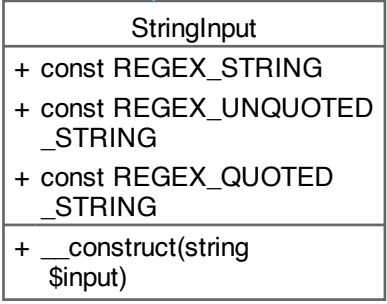 StringInput
+ const REGEX_STRING
+ const REGEX_UNQUOTED
_STRING
+ const REGEX_QUOTED
_STRING
+ __construct(string
$input)